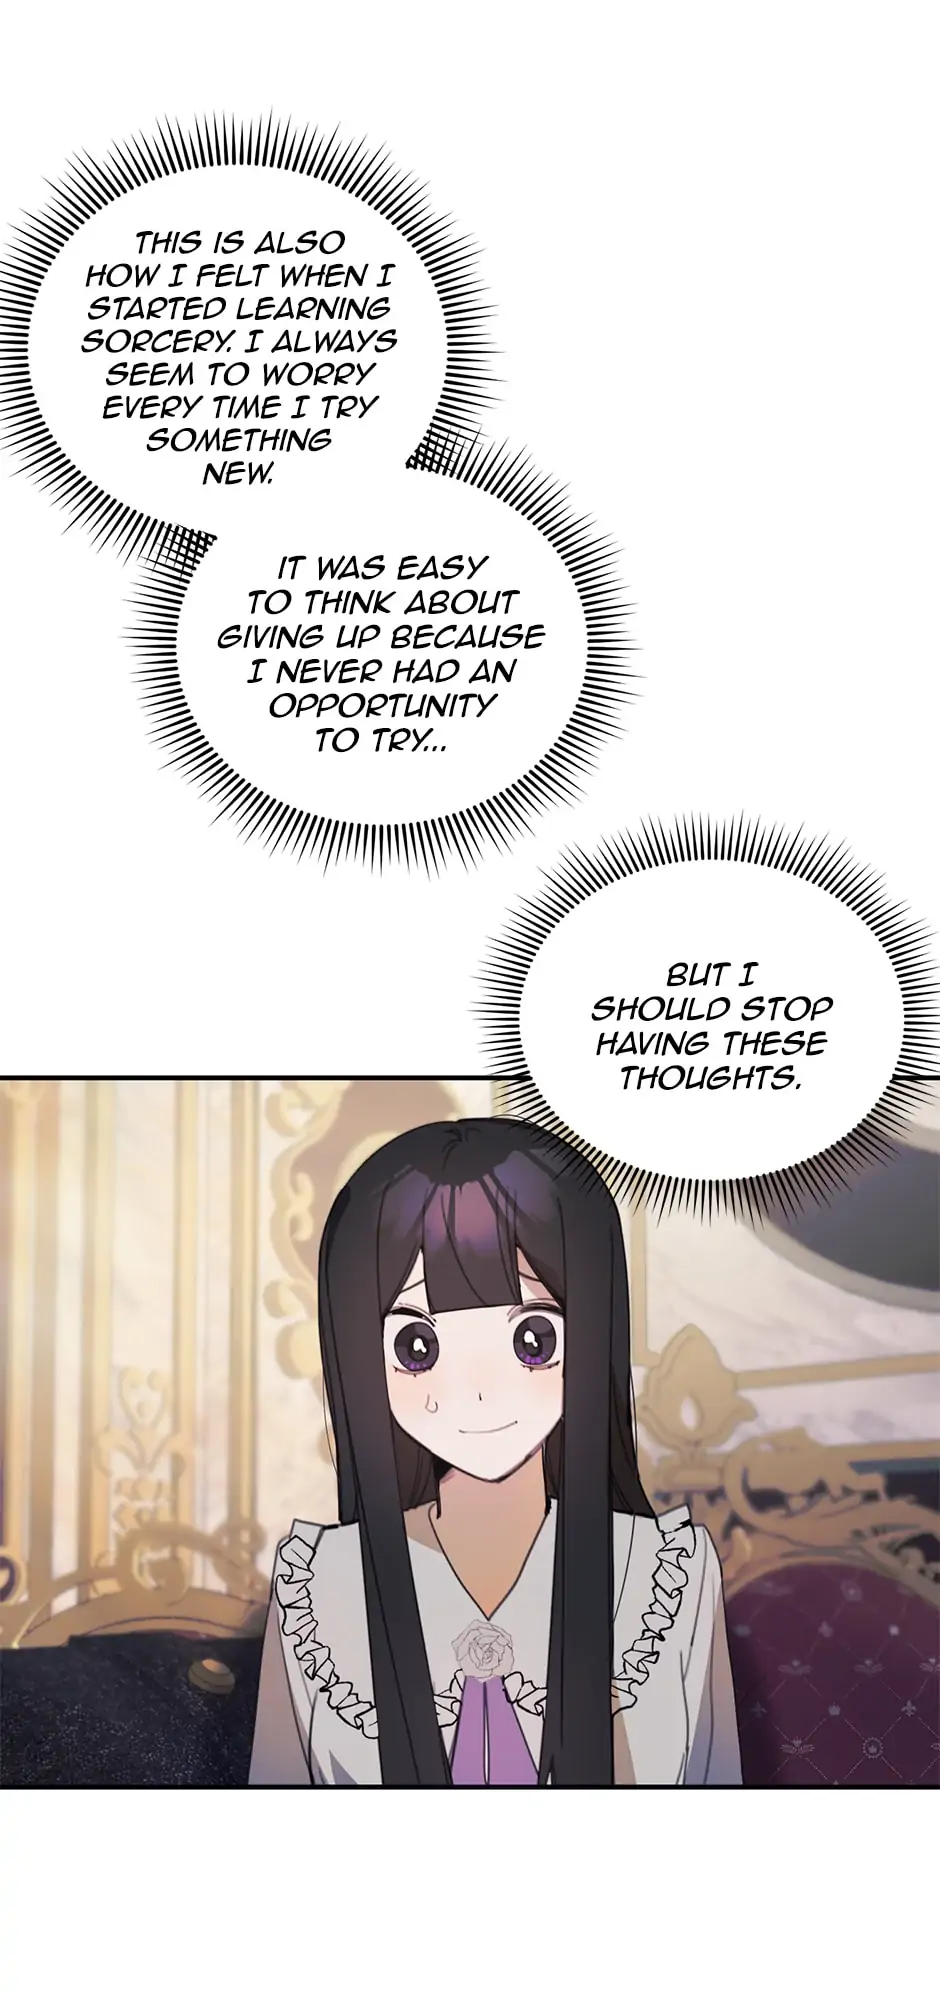 THIS IS ALSO
HOW I FELT WHEN I
STARTED LEARNING
SORCERY. I ALWAYS
SEEM TO WORRY
EVERY TIME I TRY
SOMETHING
NEW.
IT WAS EASY
TO THINK ABOUT
GIVING UP BECAUSE
I NEVER HAD AN
OPPORTUNITY
TO TRY...
BUT I
SHOULD STOP
HAVING THESE
THOUGHTS.